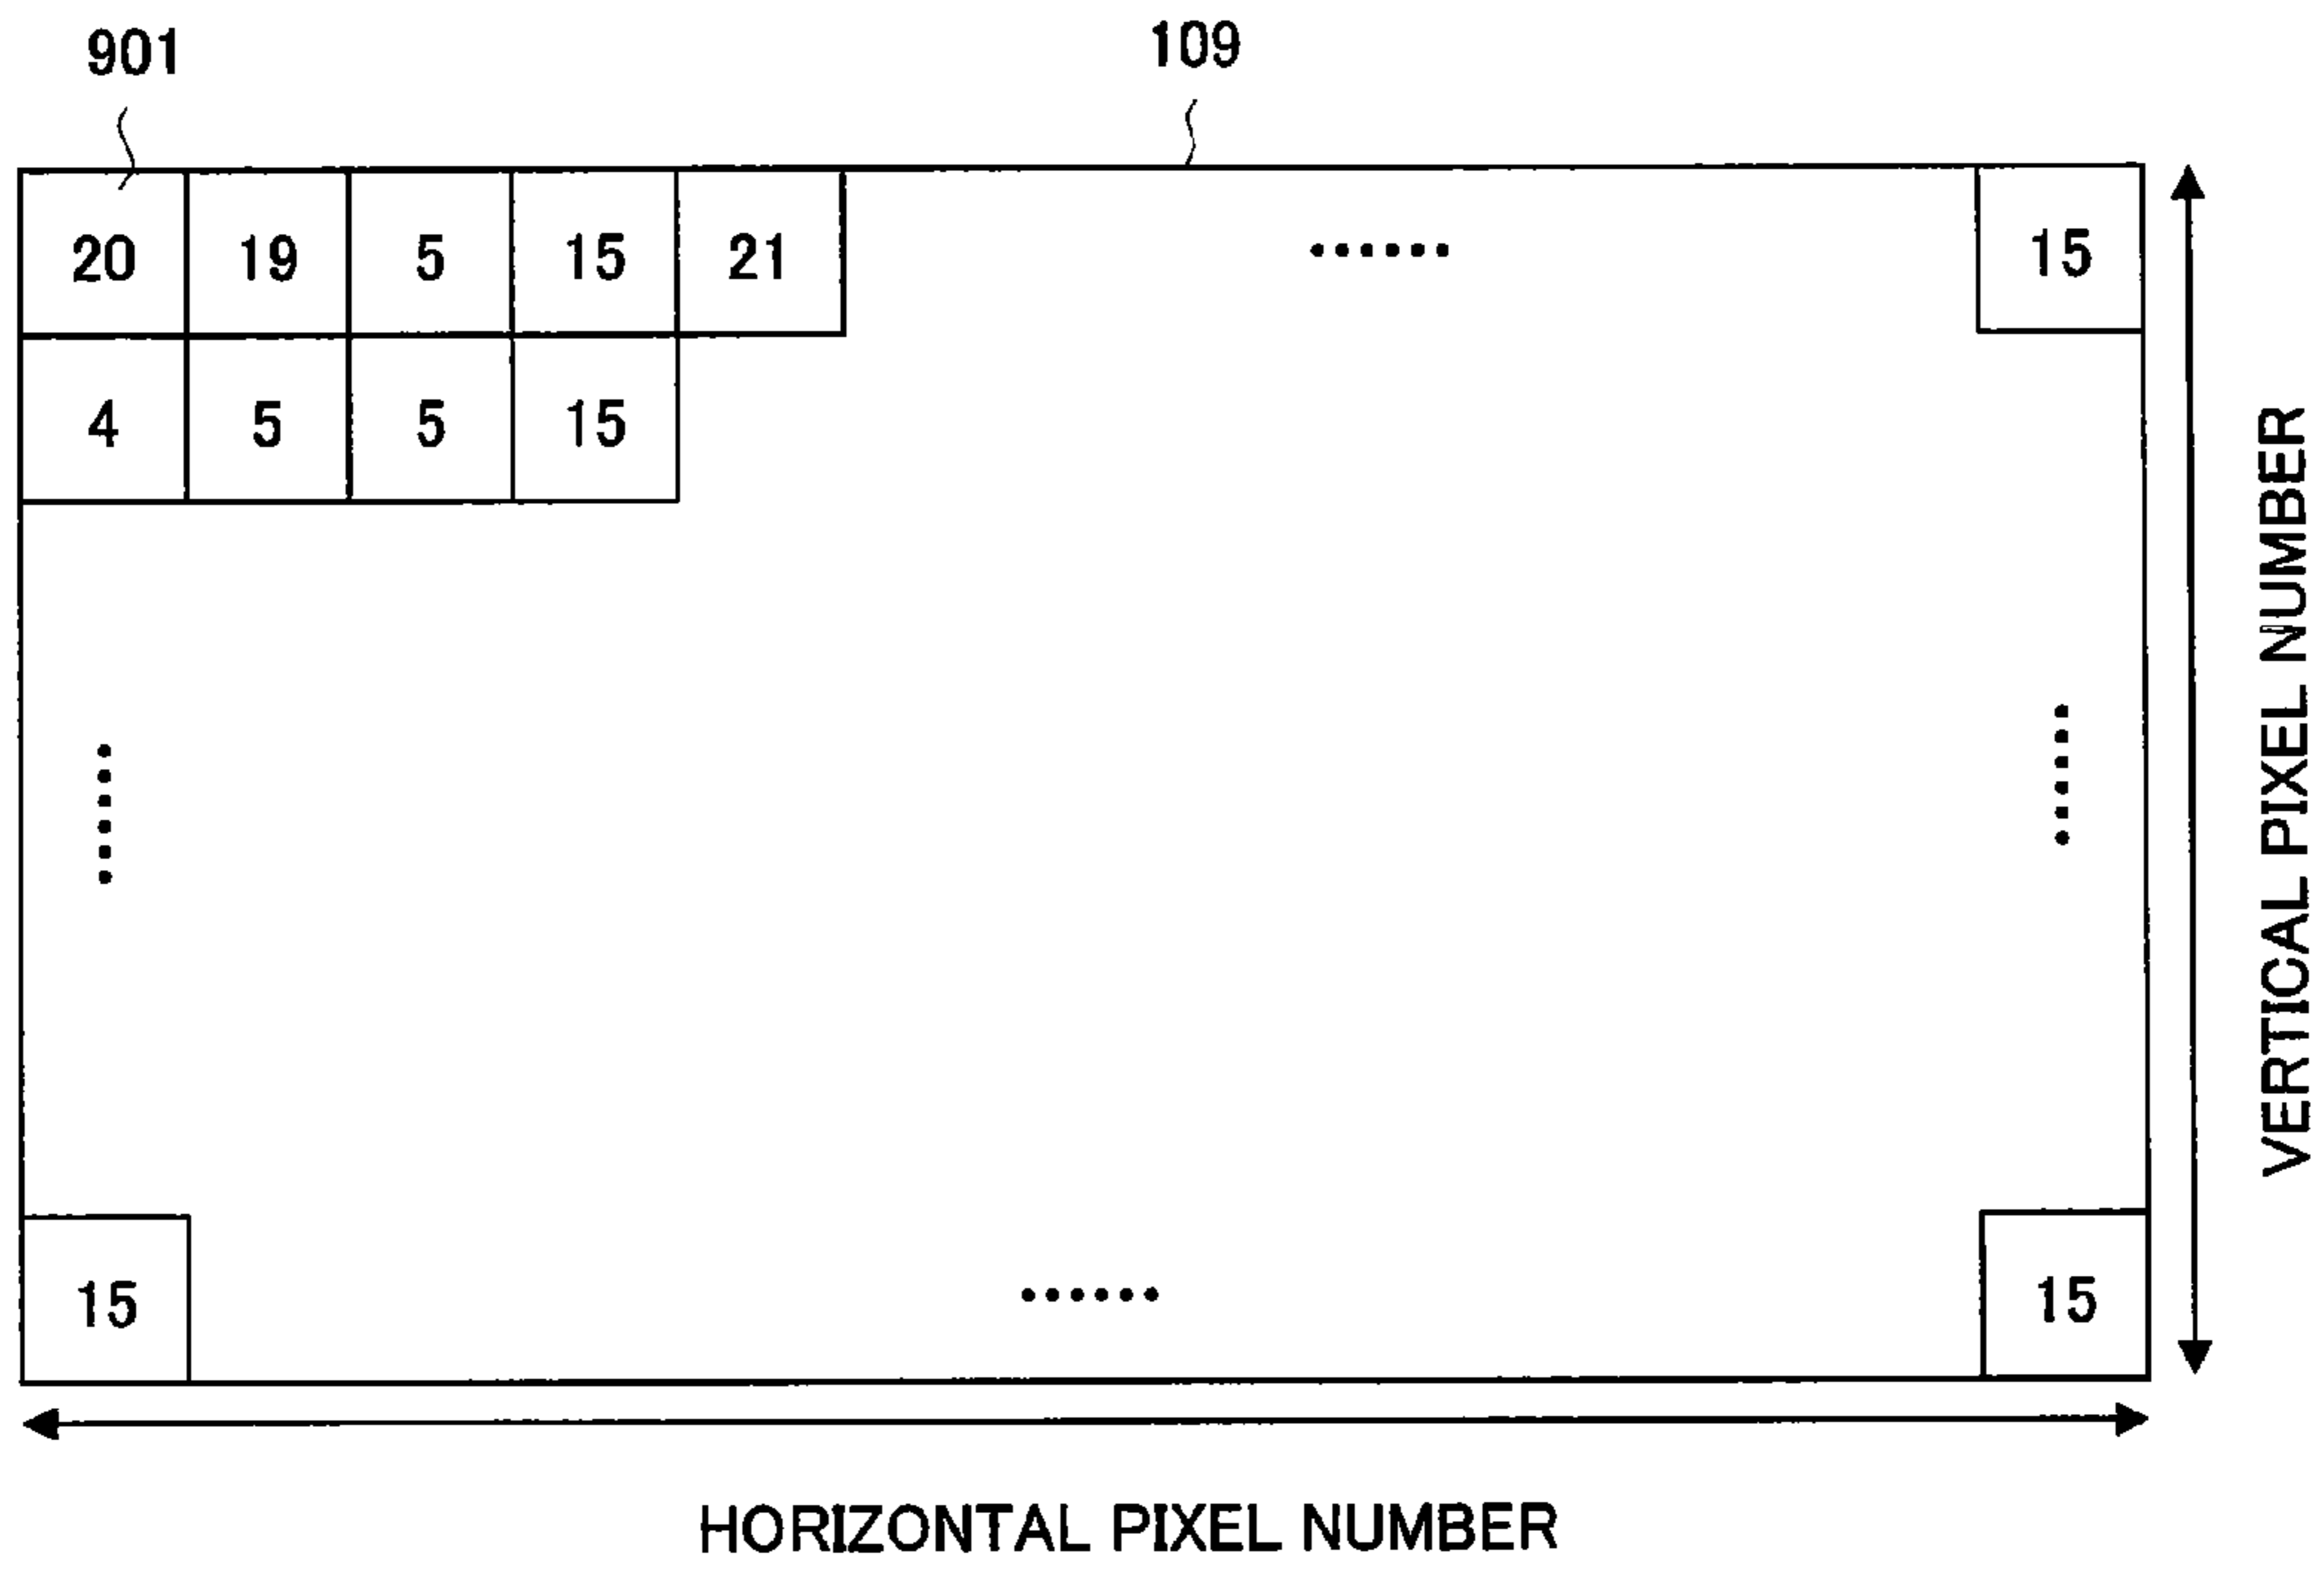 901 109
20 19 5 15 21 ...... 15
4 5 5 15
15 ...... 15
HORIZONTAL PIXEL NUMBER
VERTICAL PIXEL NUMBER